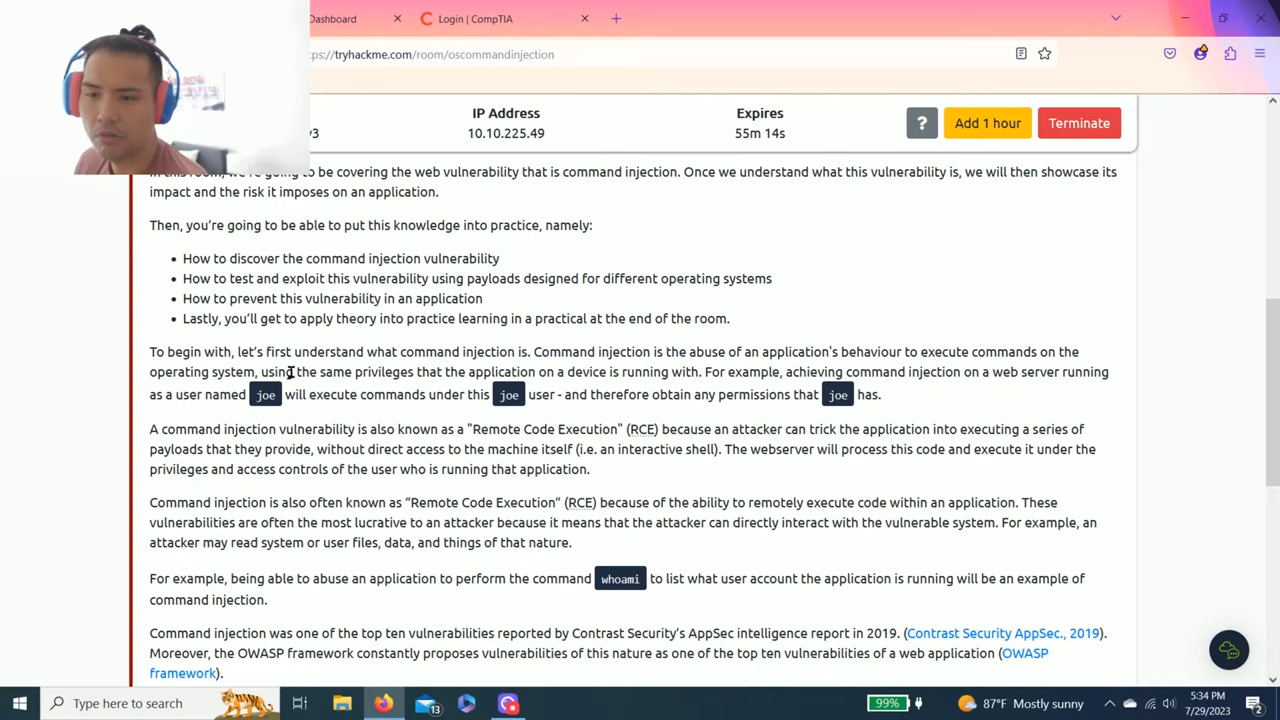 Dashboard
Login | CompTIA
ps://tryhackme.com/room/oscommandinjection
IP Address
Expires
v3
10.10.225.49
55m 14s
?
Add 1 hour
Terminate
In this room, we're going to be covering the web vulnerability that is command injection. Once we understand what this vulnerability is, we will then showcase its
impact and the risk it imposes on an application.
Then, you're going to be able to put this knowledge into practice, namely:
• How to discover the command injection vulnerability
• How to test and exploit this vulnerability using payloads designed for different operating systems
• How to prevent this vulnerability in an application
• Lastly, you'll get to apply theory into practice learning in a practical at the end of the room.
To begin with, let's first understand what command injection is. Command injection is the abuse of an application's behaviour to execute commands on the
operating system, using the same privileges that the application on a device is running with. For example, achieving command injection on a web server running
as a user named joe will execute commands under this joe user - and therefore obtain any permissions that joe has.
A command injection vulnerability is also known as a "Remote Code Execution" (RCE) because an attacker can trick the application into executing a series of
payloads that they provide, without direct access to the machine itself (i.e. an interactive shell). The webserver will process this code and execute it under the
privileges and access controls of the user who is running that application.
Command injection is also often known as “Remote Code Execution” (RCE) because of the ability to remotely execute code within an application. These
vulnerabilities are often the most lucrative to an attacker because it means that the attacker can directly interact with the vulnerable system. For example, an
attacker may read system or user files, data, and things of that nature.
For example, being able to abuse an application to perform the command whoami to list what user account the application is running will be an example of
command injection.
Command injection was one of the top ten vulnerabilities reported by Contrast Security's AppSec intelligence report in 2019. (Contrast Security AppSec., 2019).
Moreover, the OWASP framework constantly proposes vulnerabilities of this nature as one of the top ten vulnerabilities of a web application (OWASP
framework).
Type here to search
13
99%
87°F Mostly sunny
5:34 PM
7/29/2023
2